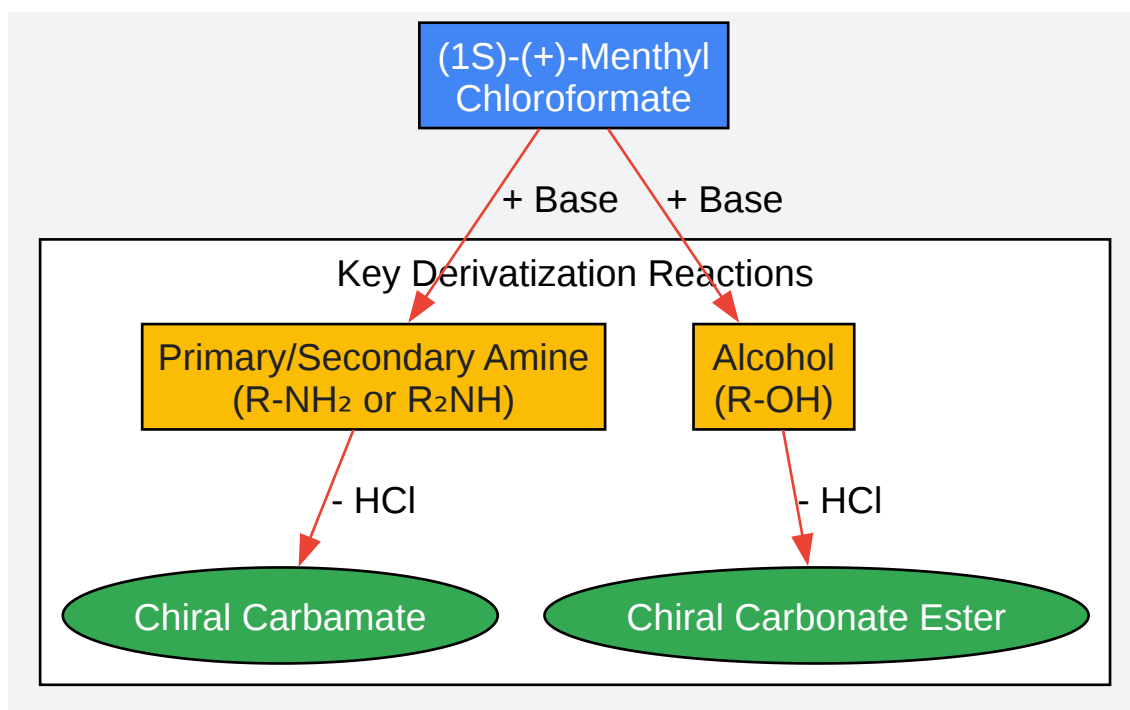 (1S)-(+)-Menthyl
Chloroformate
+ Base
+ Base
Key Derivatization Reactions
Primary/Secondary Amine
(R-NH₂ or R₂NH)
Alcohol
(R-OH)
- HCl
- HCl
Chiral Carbamate
Chiral Carbonate Ester